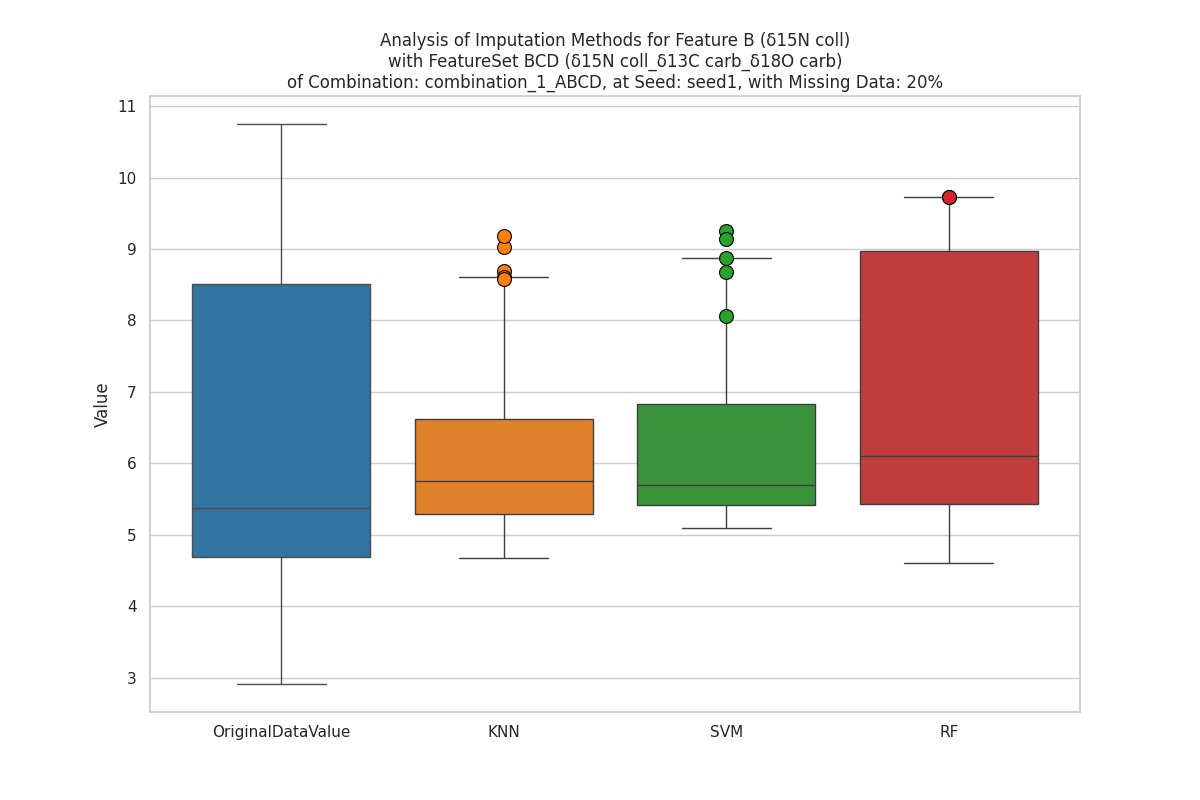 Analysis of Imputation Methods for Feature B (δ15N coll)
with FeatureSet BCD (δ15N coll_δ13C carb_δ18O carb)
of Combination: combination_1_ABCD, at Seed: seed1, with Missing Data: 20%
11
10
9
8
7
6
5
4
3
Value
OriginalDataValue
KNN
SVM
RF